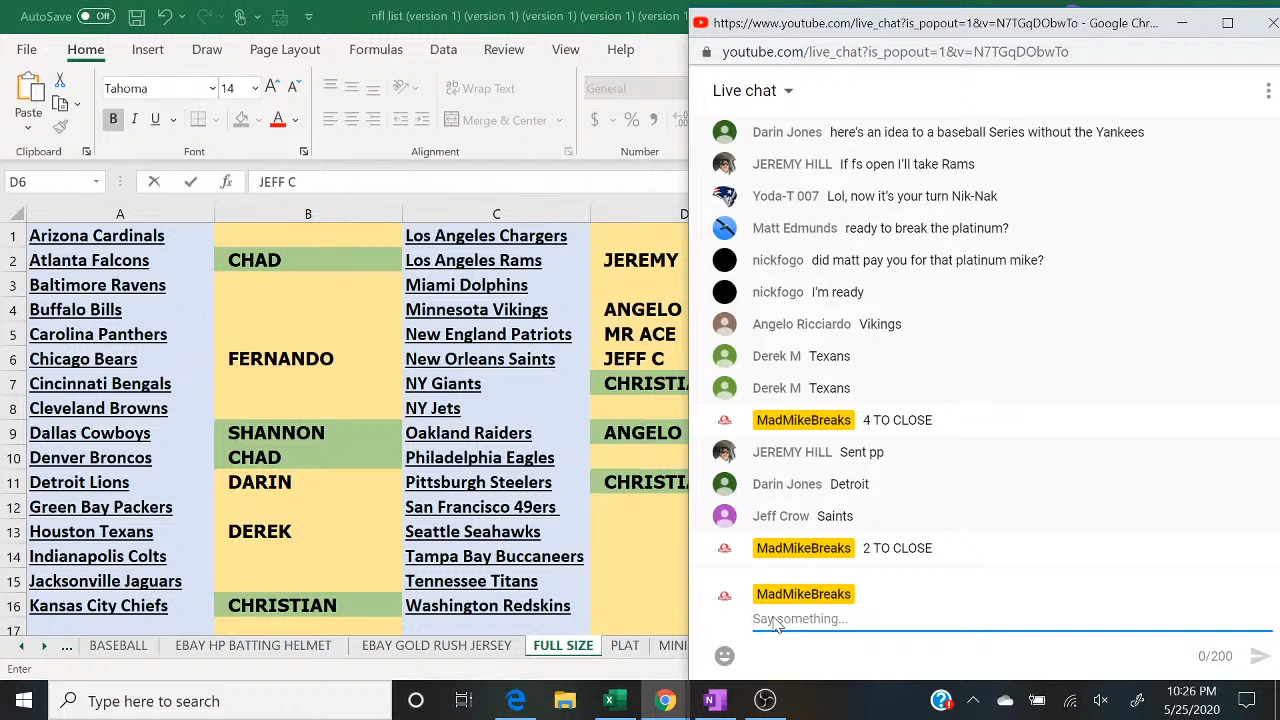 AutoSave Off nfl list (version 1) (version 1) (version 1) (version 1)
File Home Insert Draw Page Layout Formulas Data Review View Help
Paste
Tahoma 14
B I U A A A
Wrap Text
Merge & Center
General
$ % 9
Clipboard Font Alignment Number
D6 fx JEFF C
A B C D
1 Arizona Cardinals Los Angeles Chargers
2 Atlanta Falcons CHAD Los Angeles Rams JEREMY
3 Baltimore Ravens Miami Dolphins
4 Buffalo Bills Minnesota Vikings ANGELO
5 Carolina Panthers New England Patriots MR ACE
6 Chicago Bears FERNANDO New Orleans Saints JEFF C
7 Cincinnati Bengals NY Giants CHRISTIA
8 Cleveland Browns NY Jets
9 Dallas Cowboys SHANNON Oakland Raiders ANGELO
10 Denver Broncos CHAD Philadelphia Eagles
11 Detroit Lions DARIN Pittsburgh Steelers CHRISTIA
12 Green Bay Packers San Francisco 49ers
13 Houston Texans DEREK Seattle Seahawks
14 Indianapolis Colts Tampa Bay Buccaneers
15 Jacksonville Jaguars Tennessee Titans
16 Kansas City Chiefs CHRISTIAN Washington Redskins
17
... BASEBALL EBAY HP BATTING HELMET EBAY GOLD RUSH JERSEY FULL SIZE PLAT MINI
Enter
https://www.youtube.com/live_chat?is_popout=1&v=N7TGqDObwTo - Google Chr...
youtube.com/live_chat?is_popout=1&v=N7TGqDObwTo
Live chat
Darin Jones here's an idea to a baseball Series without the Yankees
JEREMY HILL If fs open I'll take Rams
Yoda-T 007 Lol, now it's your turn Nik-Nak
Matt Edmunds ready to break the platinum?
nickfogo did matt pay you for that platinum mike?
nickfogo I'm ready
Angelo Ricciardo Vikings
Derek M Texans
Derek M Texans
MadMikeBreaks 4 TO CLOSE
JEREMY HILL Sent pp
Darin Jones Detroit
Jeff Crow Saints
MadMikeBreaks 2 TO CLOSE
MadMikeBreaks
Say something...
0/200
Type here to search
10:26 PM
5/25/2020